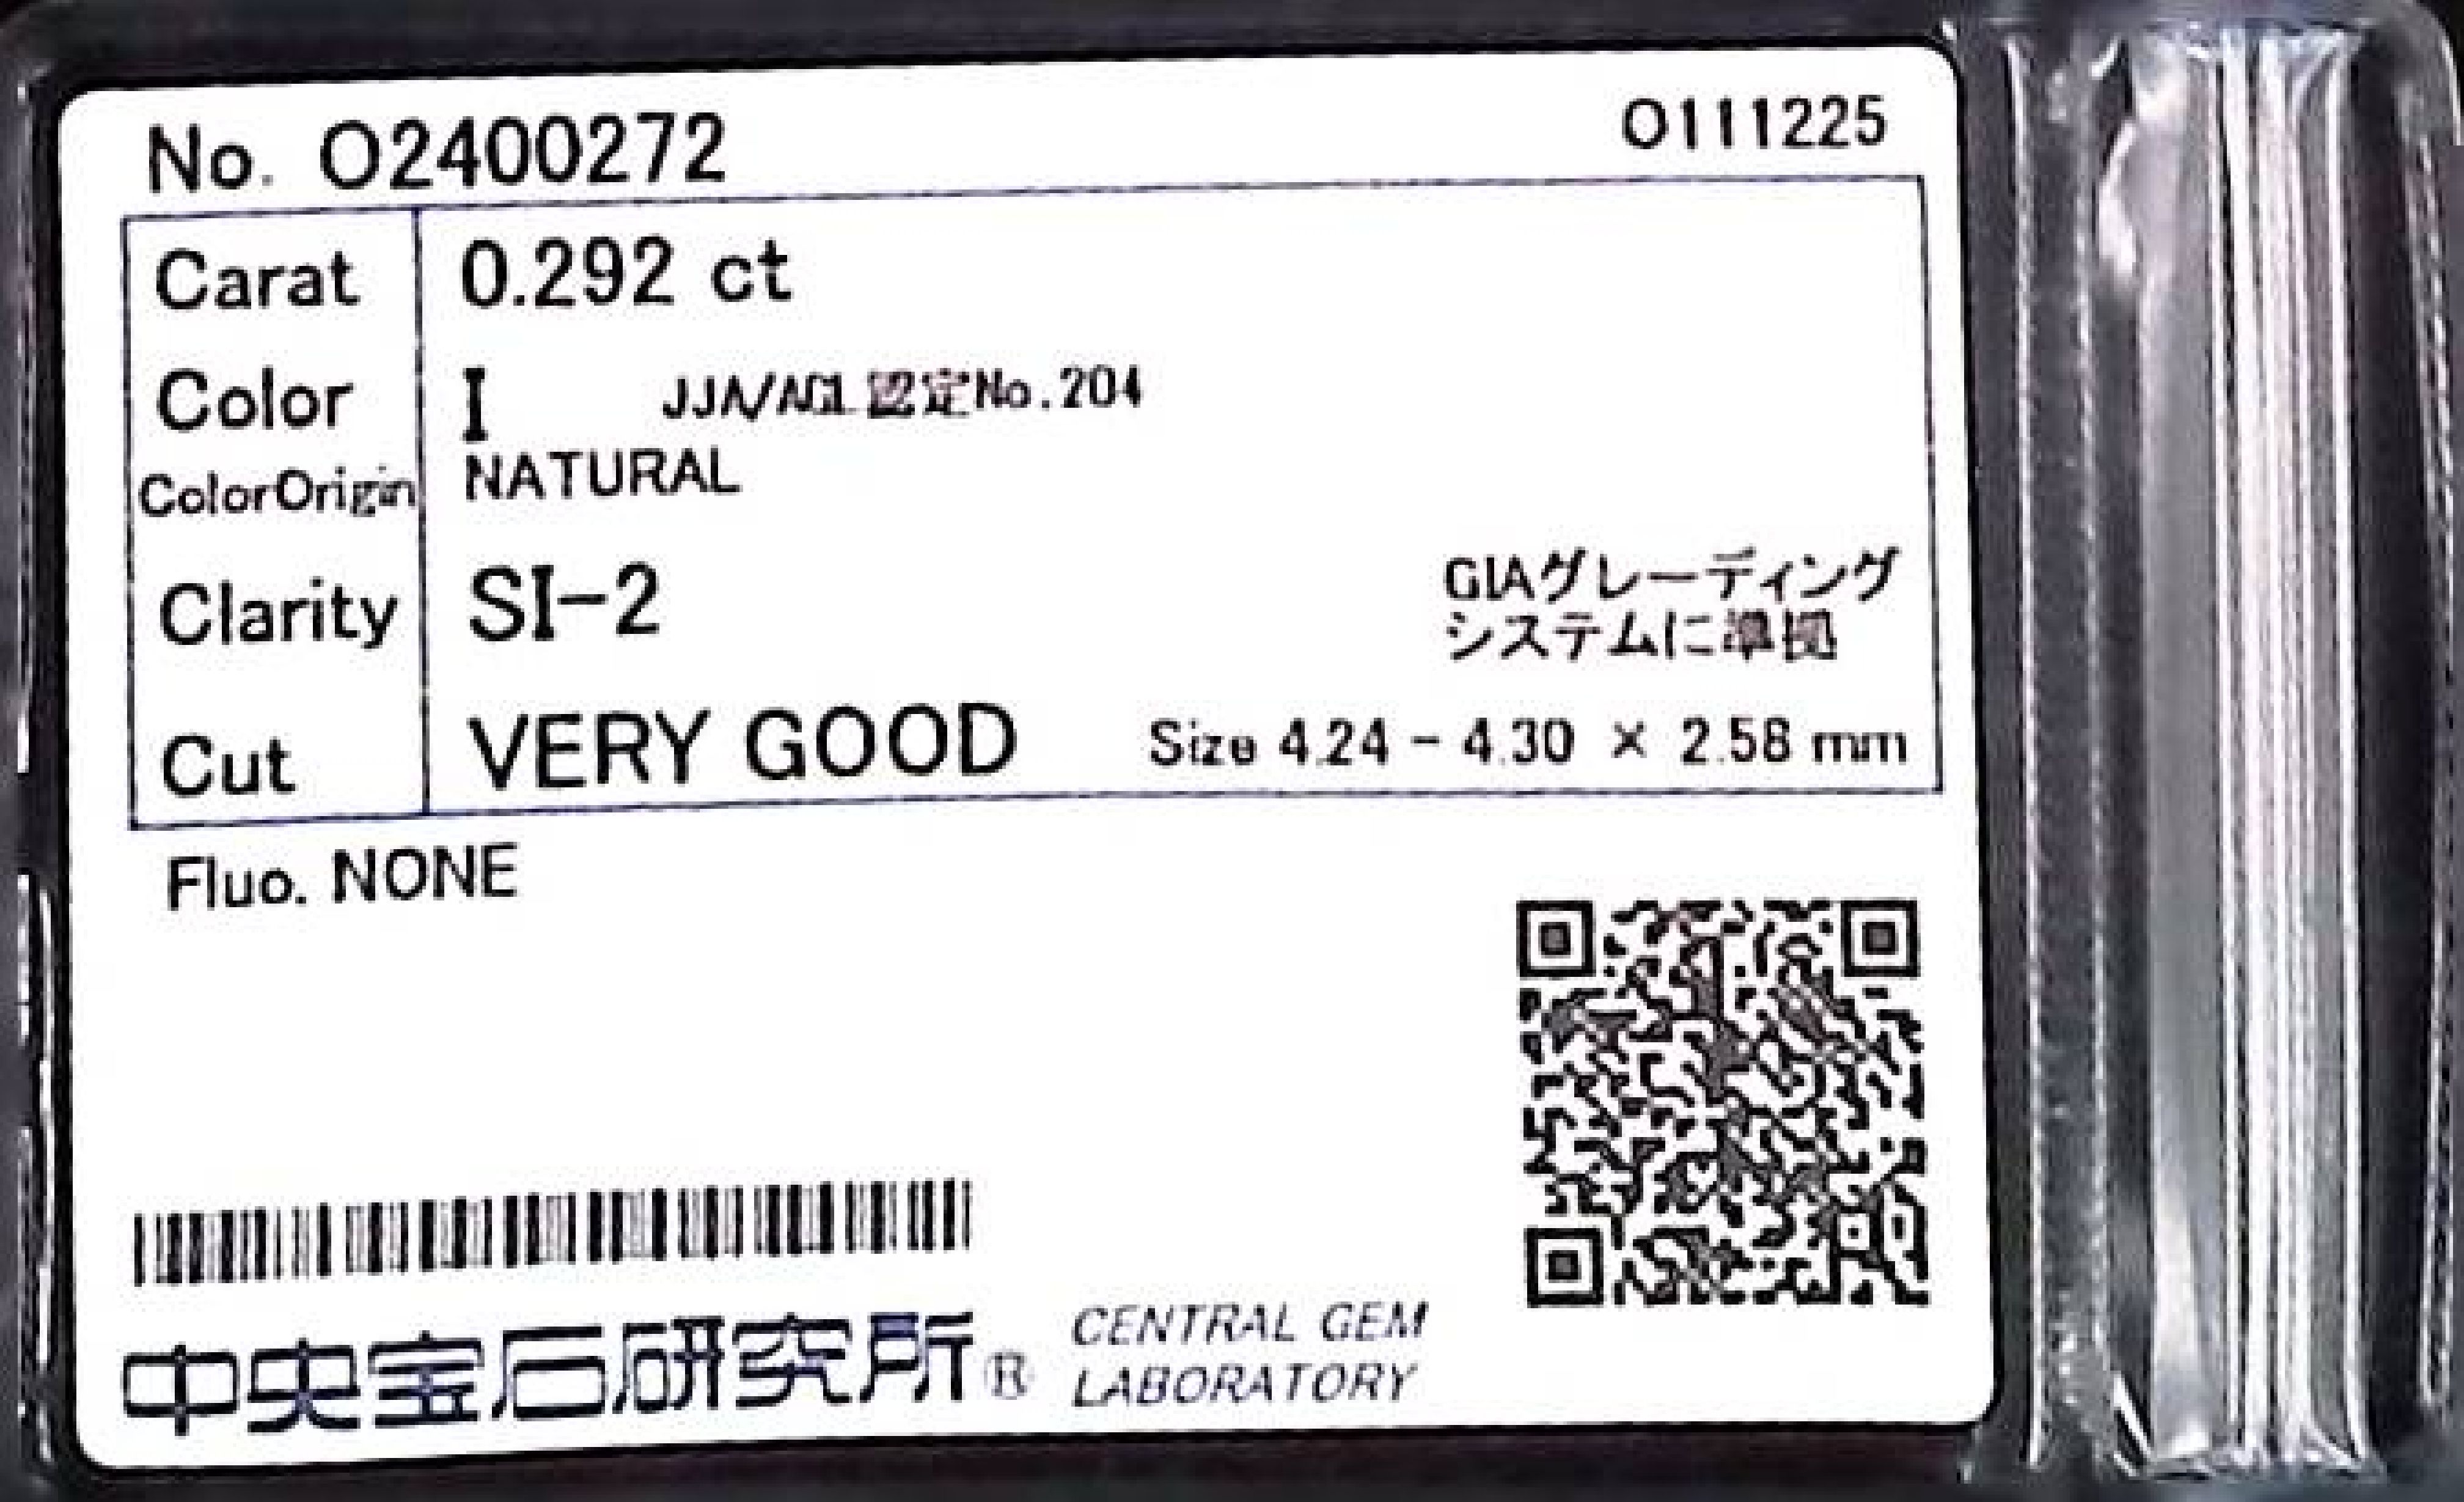 No. O2400272
O111225
Carat 0.292 ct
Color I JJA/AGL認定No.204
ColorOrigin NATURAL
Clarity SI-2
GIAグレーディング
システムに準拠
Cut VERY GOOD Size 4.24 - 4.30 × 2.58 mm
Fluo. NONE
中央宝石研究所® CENTRAL GEM
LABORATORY